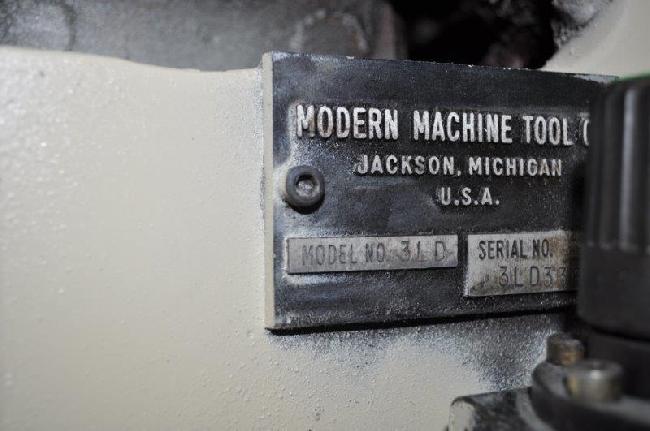 MODERN MACHINE TOOL
JACKSON, MICHIGAN
U.S.A.
MODEL NO. 3LD
SERIAL NO.
3LD33